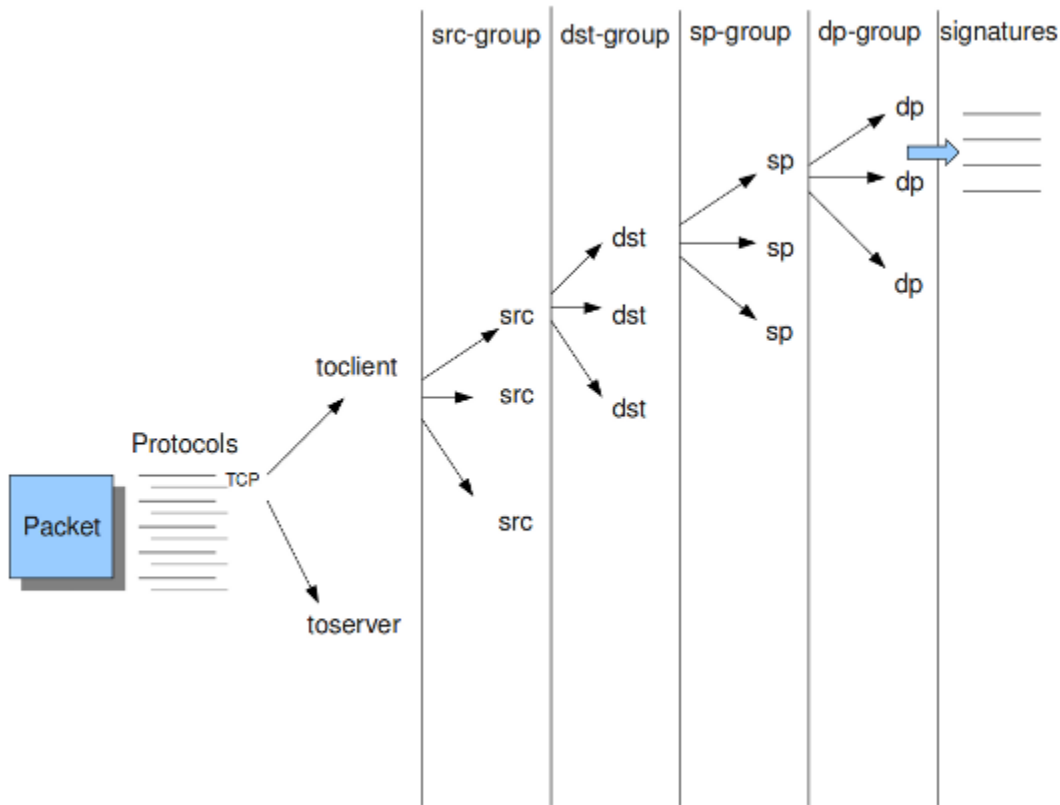 src-group dst-group sp-group dp-group signatures
dp
sp
dp
dst
sp
dp
src
dst
sp
toclient
src
dst
Protocols
TCP
Packet
src
toserver